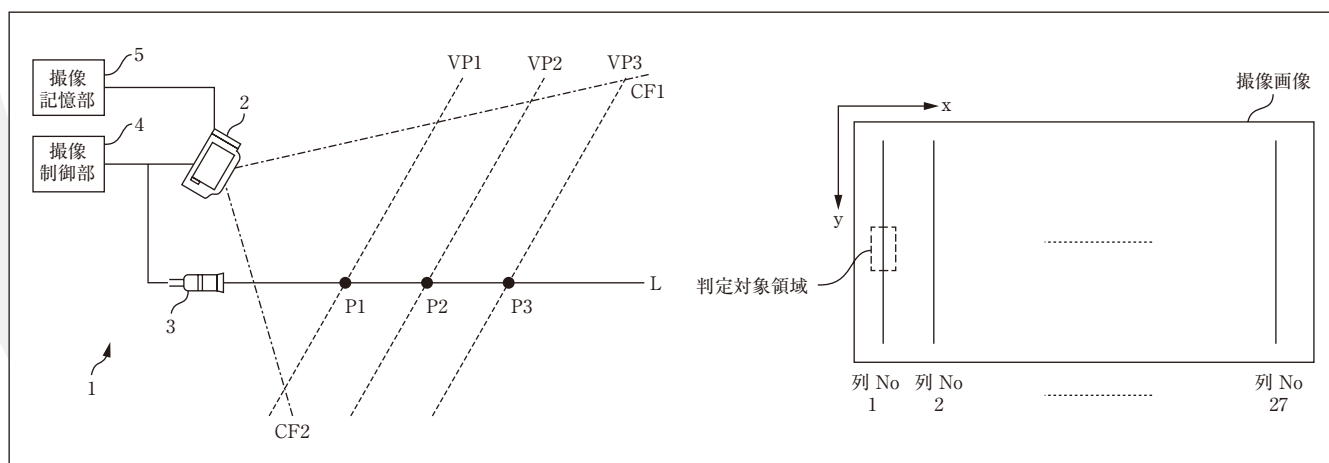 5
撮像
記憶部
4
撮像
制御部
2
3
1
VP1
VP2
VP3
CF1
P1
P2
P3
L
CF2
撮像画像
x
y
判定対象領域
列 No
1
列 No
2
列 No
27